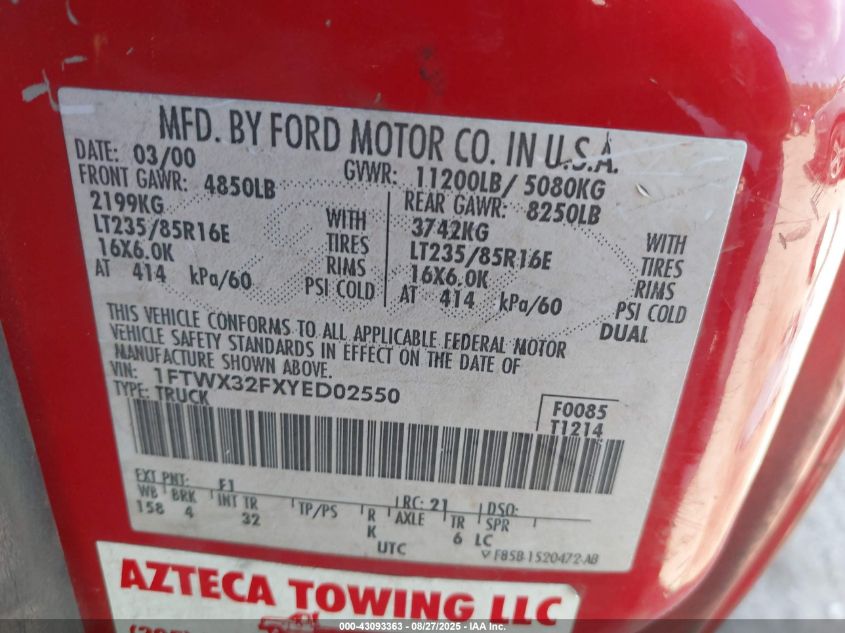 MFD. BY FORD MOTOR CO. IN U.S.A.
DATE: 03/00 GVWR: 11200LB/ 5080KG
FRONT GAWR: 4850LB REAR GAWR: 8250LB
2199KG WITH 3742KG WITH
LT235/85R16E TIRES LT235/85R16E TIRES
16X6.0K RIMS 16X6.0K RIMS
AT 414 kPa/60 PSI COLD AT 414 kPa/60 PSI COLD
DUAL
THIS VEHICLE CONFORMS TO ALL APPLICABLE FEDERAL MOTOR
VEHICLE SAFETY STANDARDS IN EFFECT ON THE DATE OF
MANUFACTURE SHOWN ABOVE.
VIN: 1FTWX32FXYED02550
TYPE: TRUCK
F0085
T1214
EXT PNT: F1 RC: 21 DSO:
WB BRK INT TR TP/PS R AXLE TR SPR
158 4 32 K 6 LC
UTC
F85B-1520472-AB
AZTECA TOWING LLC
000-43093363 - 08/27/2025 - IAA Inc.